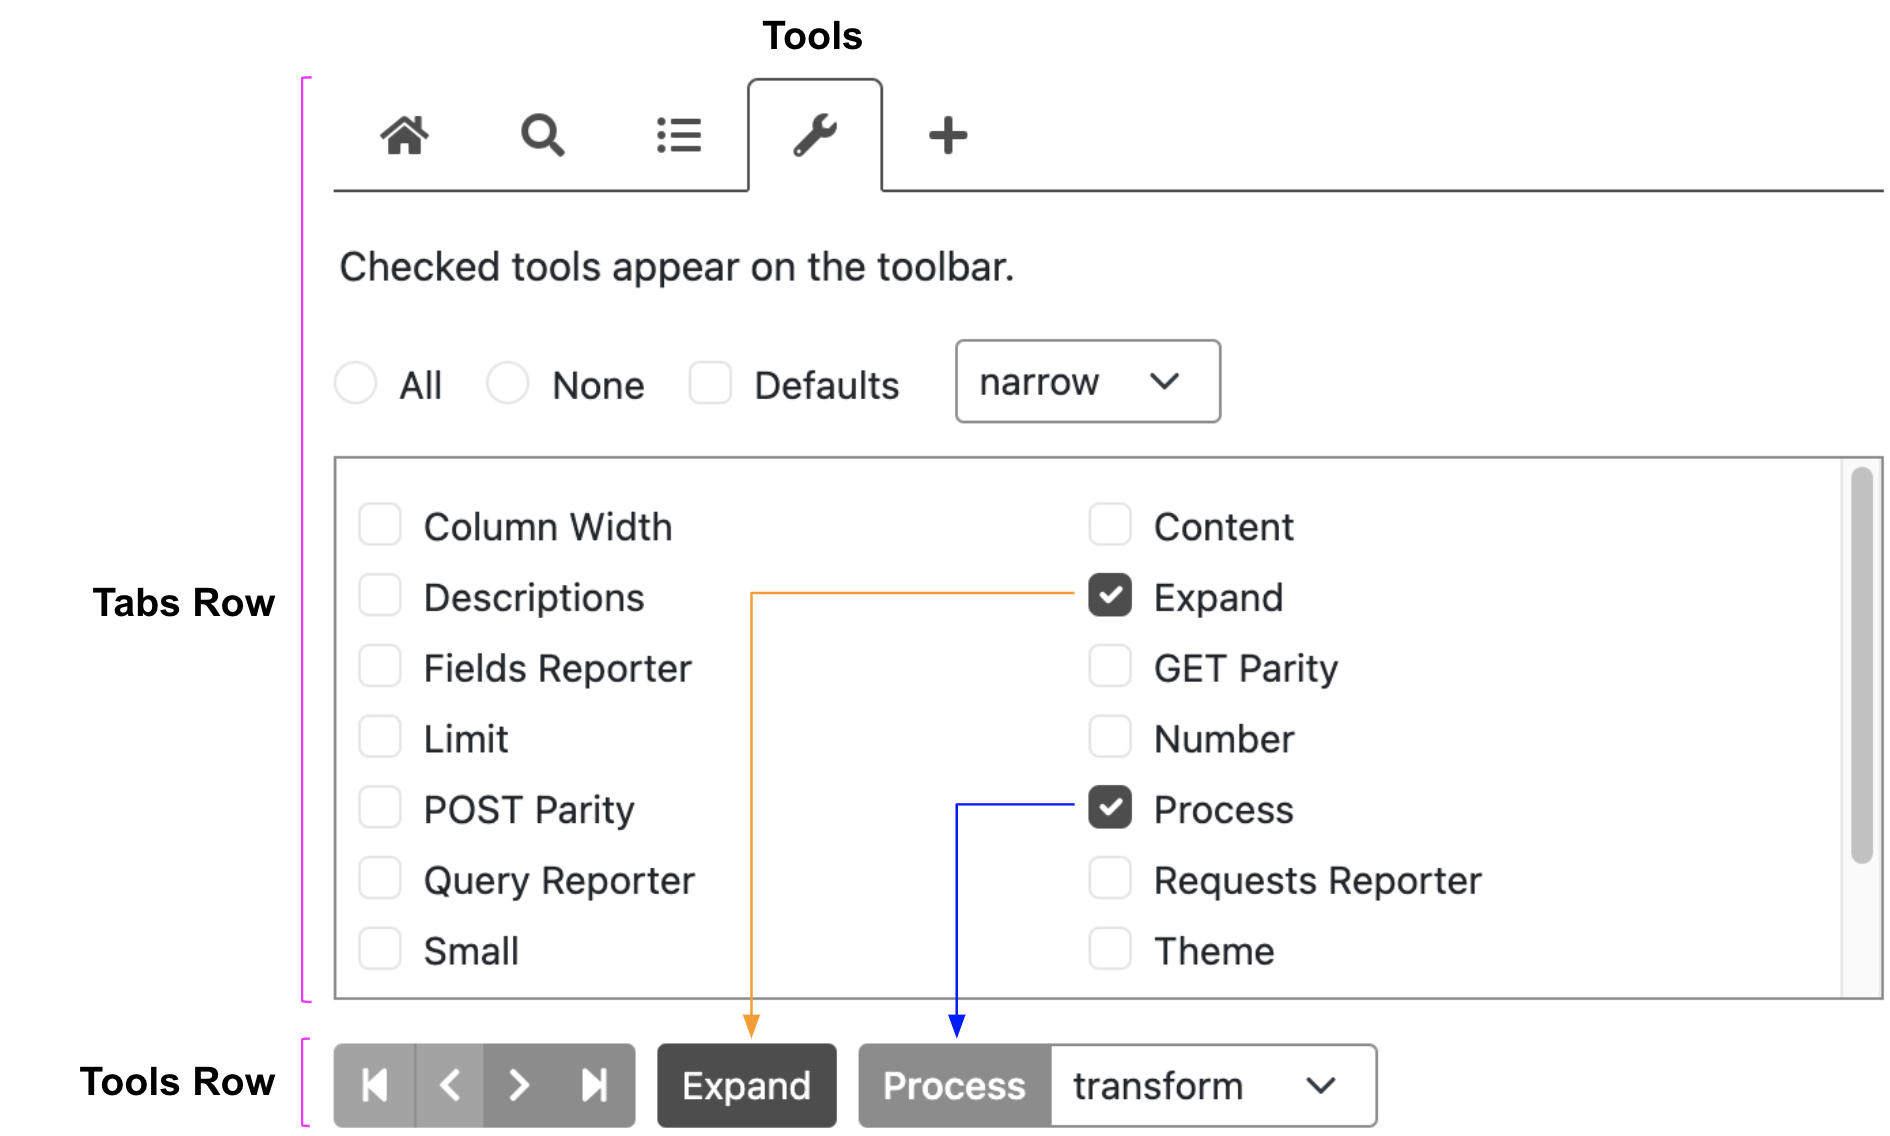 Tools
Checked tools appear on the toolbar.
All None Defaults narrow
Column Width Content
Descriptions Expand
Fields Reporter GET Parity
Limit Number
Tabs Row
POST Parity Process
Query Reporter Requests Reporter
Small Theme
Tools Row Expand Process transform